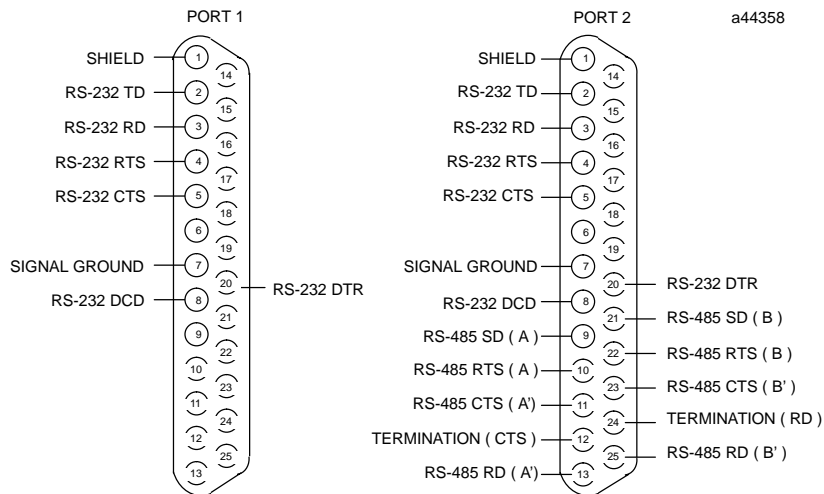 PORT 1
SHIELD
RS-232 TD
RS-232 RD
RS-232 RTS
RS-232 CTS
SIGNAL GROUND
RS-232 DCD
1
2
3
4
5
6
7
8
9
10
11
12
13
14
15
16
17
18
19
20
21
22
23
24
25
RS-232 DTR
PORT 2
a44358
SHIELD
RS-232 TD
RS-232 RD
RS-232 RTS
RS-232 CTS
SIGNAL GROUND
RS-232 DCD
RS-485 SD ( A )
RS-485 RTS ( A )
RS-485 CTS ( A')
TERMINATION ( CTS )
RS-485 RD ( A')
1
2
3
4
5
6
7
8
9
10
11
12
13
14
15
16
17
18
19
20
21
22
23
24
25
RS-232 DTR
RS-485 SD ( B )
RS-485 RTS ( B )
RS-485 CTS ( B' )
TERMINATION ( RD )
RS-485 RD ( B' )